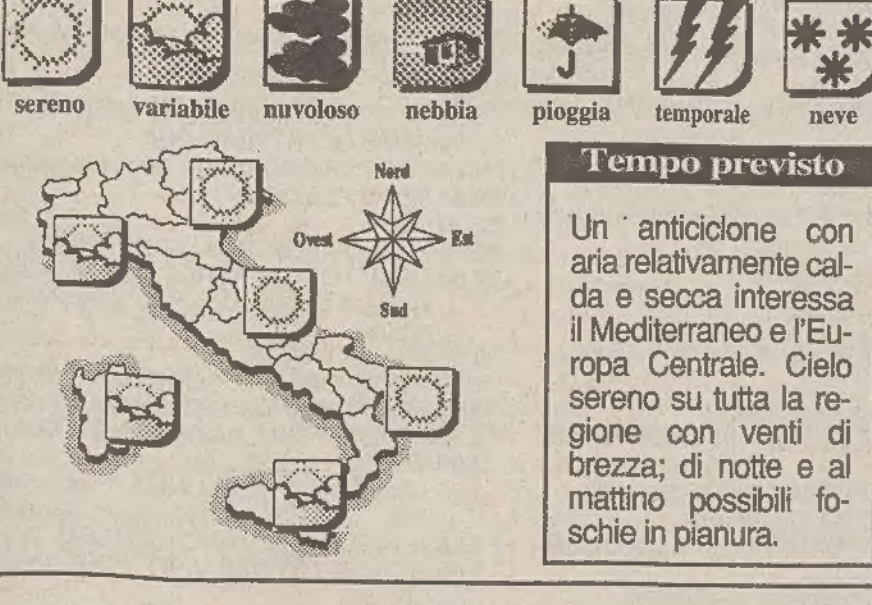 sereno variabile nuvoloso nebbia pioggia temporale neve
Nord
Ovest Est
Sud
Tempo previsto
Un anticiclone con
aria relativamente cal-
da e secca interessa
il Mediterraneo e l'Eu-
ropa Centrale. Cielo
sereno su tutta la re-
gione con venti di
brezza; di notte e al
mattino possibili fo-
schie in pianura.